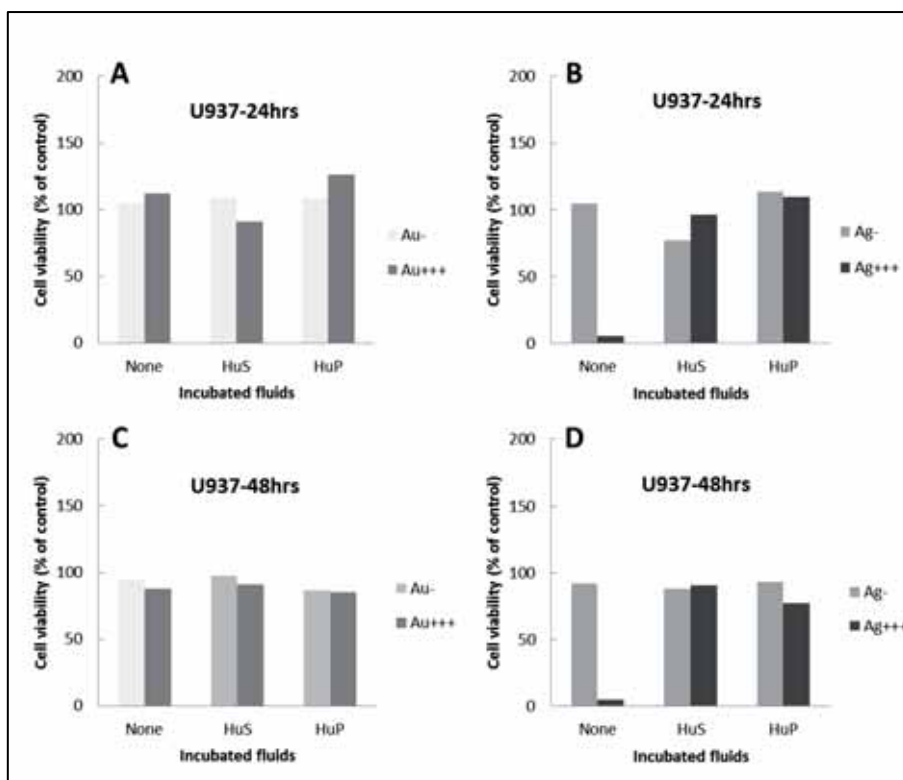 A
U937-24hrs
Cell viability (% of control)
200
150
100
50
0
None HuS HuP
Incubated fluids
Au-
Au+++
B
U937-24hrs
Cell viability (% of control)
200
150
100
50
0
None HuS HuP
Incubated fluids
Ag-
Ag+++
C
U937-48hrs
Cell viability (% of control)
200
150
100
50
0
None HuS HuP
Incubated fluids
Au-
Au+++
D
U937-48hrs
Cell viability (% of control)
200
150
100
50
0
None HuS HuP
Incubated fluids
Ag-
Ag+++